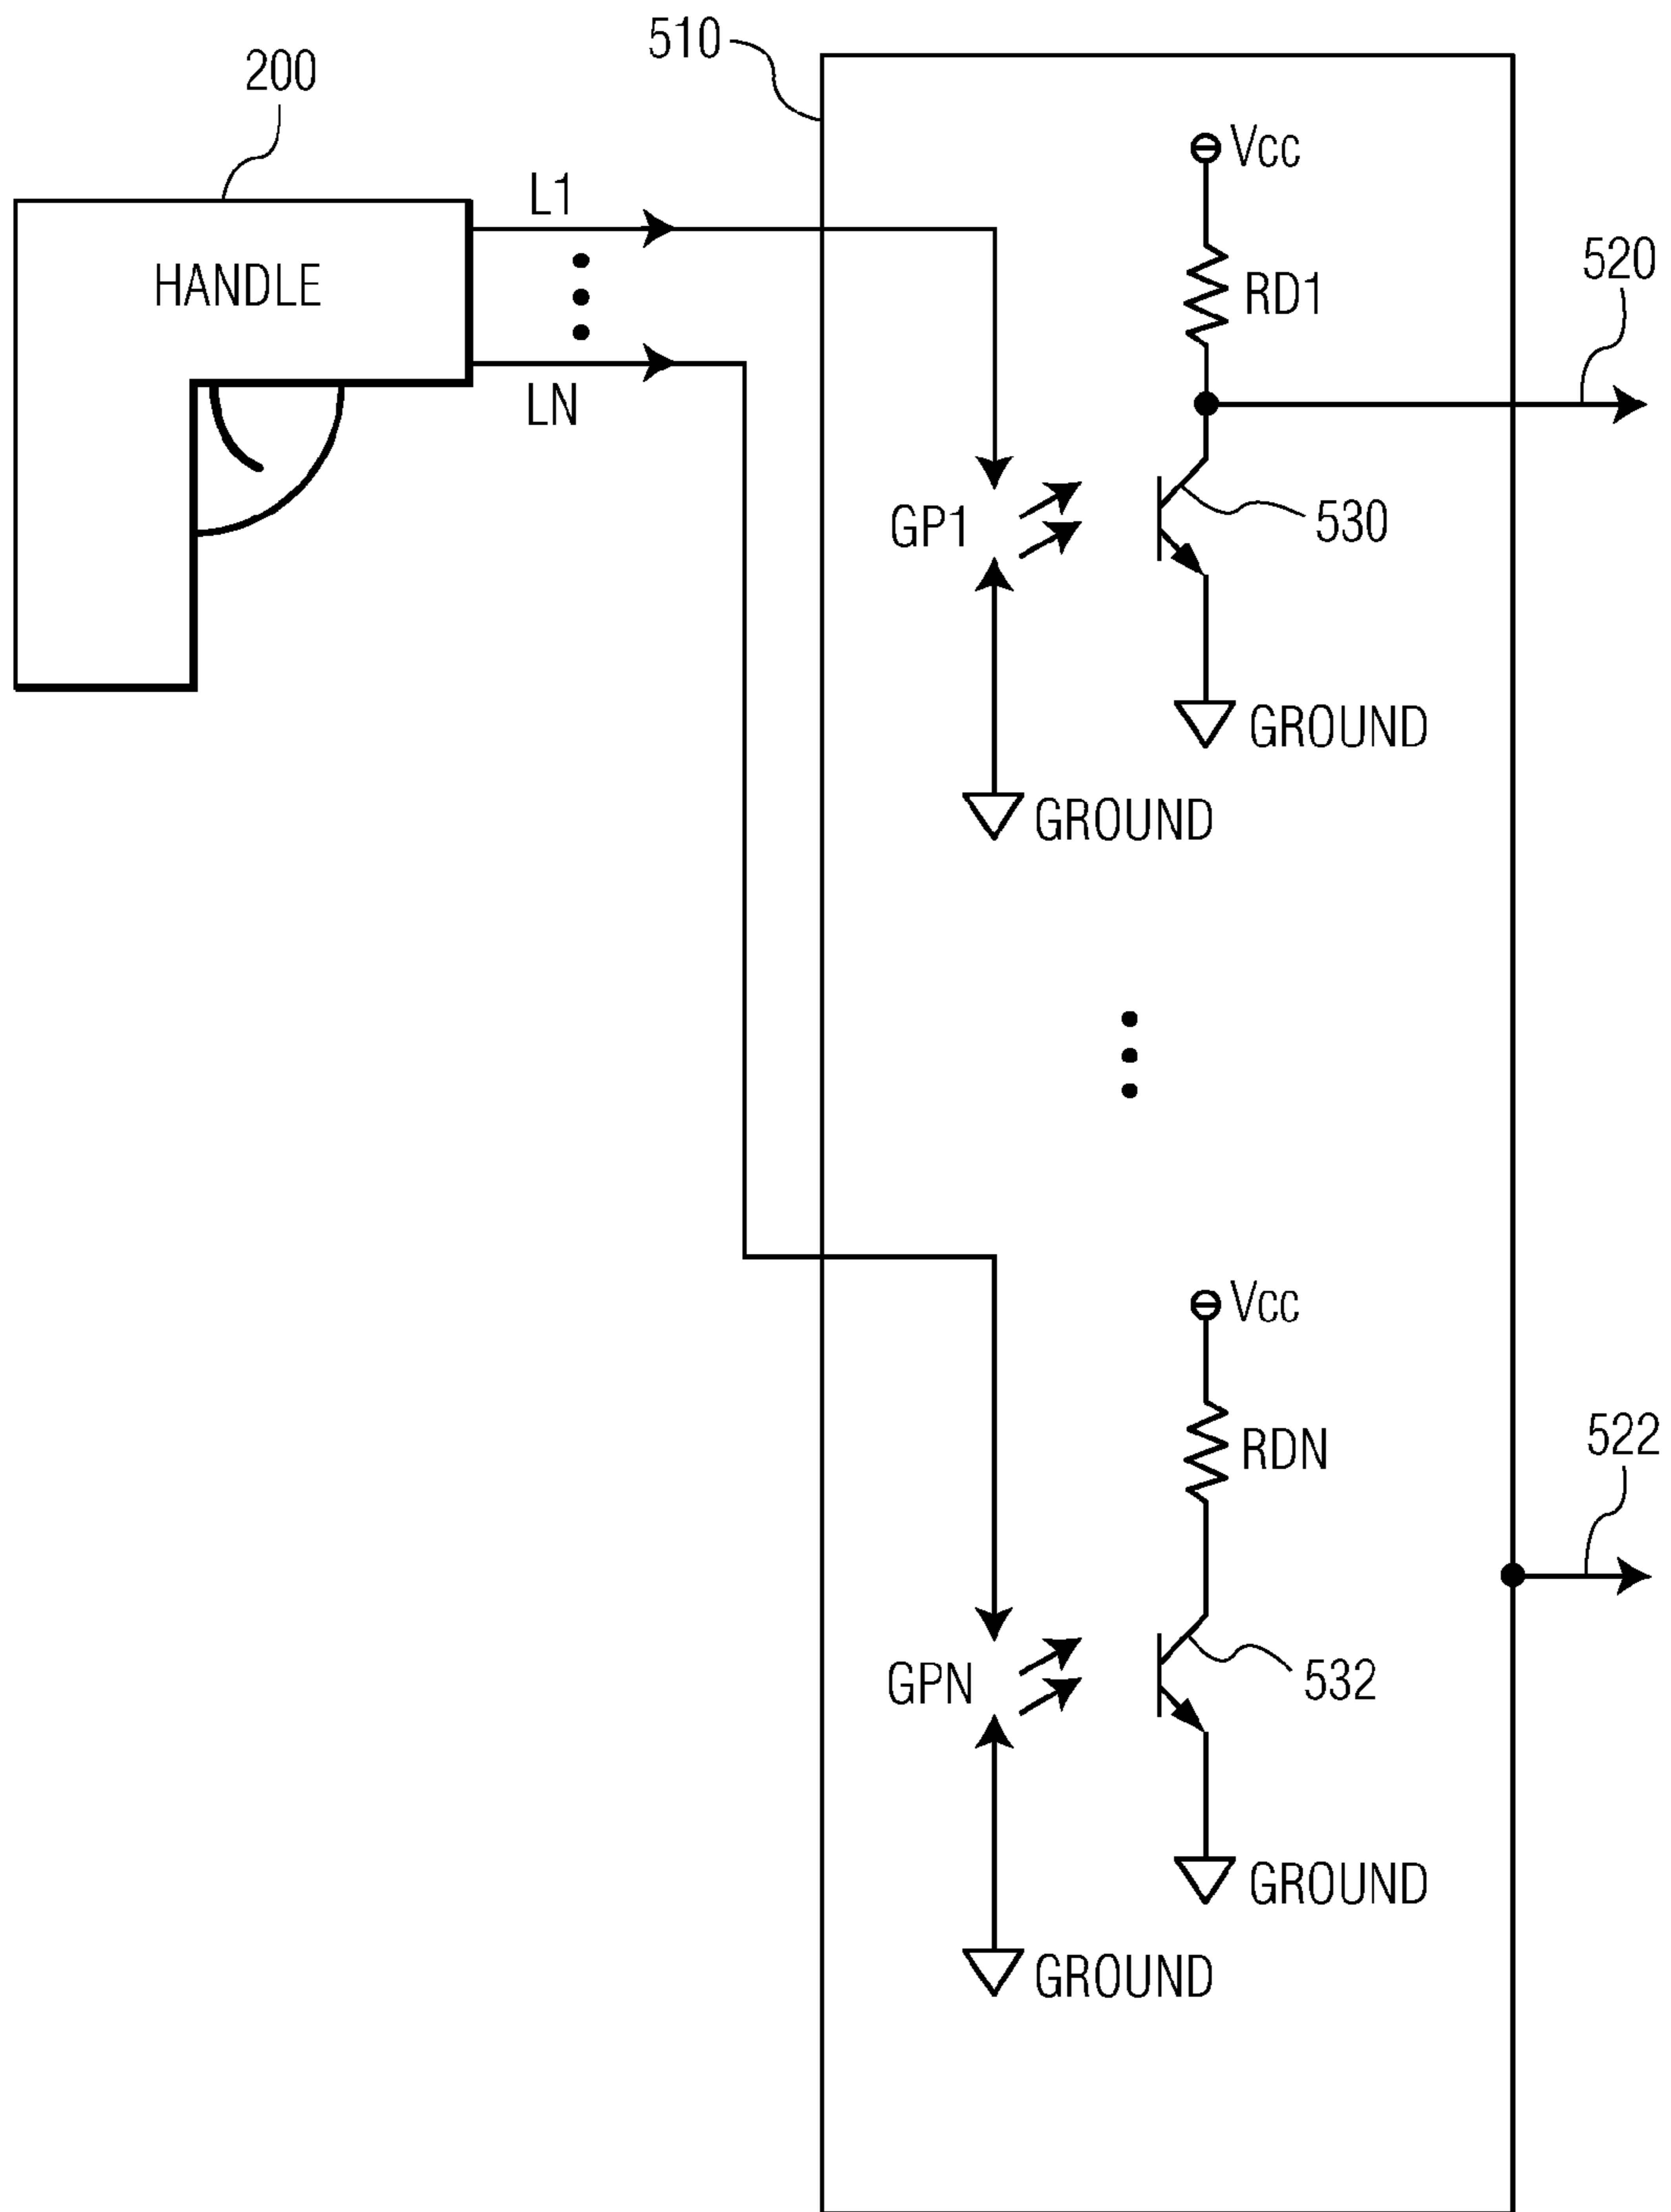 510
200
Vcc
L1
520
HANDLE
RD1
LN
GP1
530
GROUND
GROUND
Vcc
522
RDN
GPN
532
GROUND
GROUND